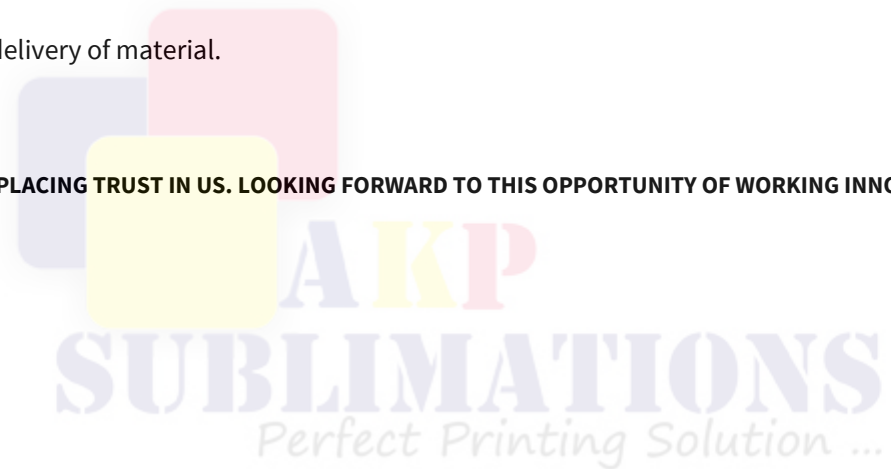 delivery of material.
PLACING TRUST IN US. LOOKING FORWARD TO THIS OPPORTUNITY OF WORKING
AKP
SUBLIMATIONS
Perfect Printing Solution ...